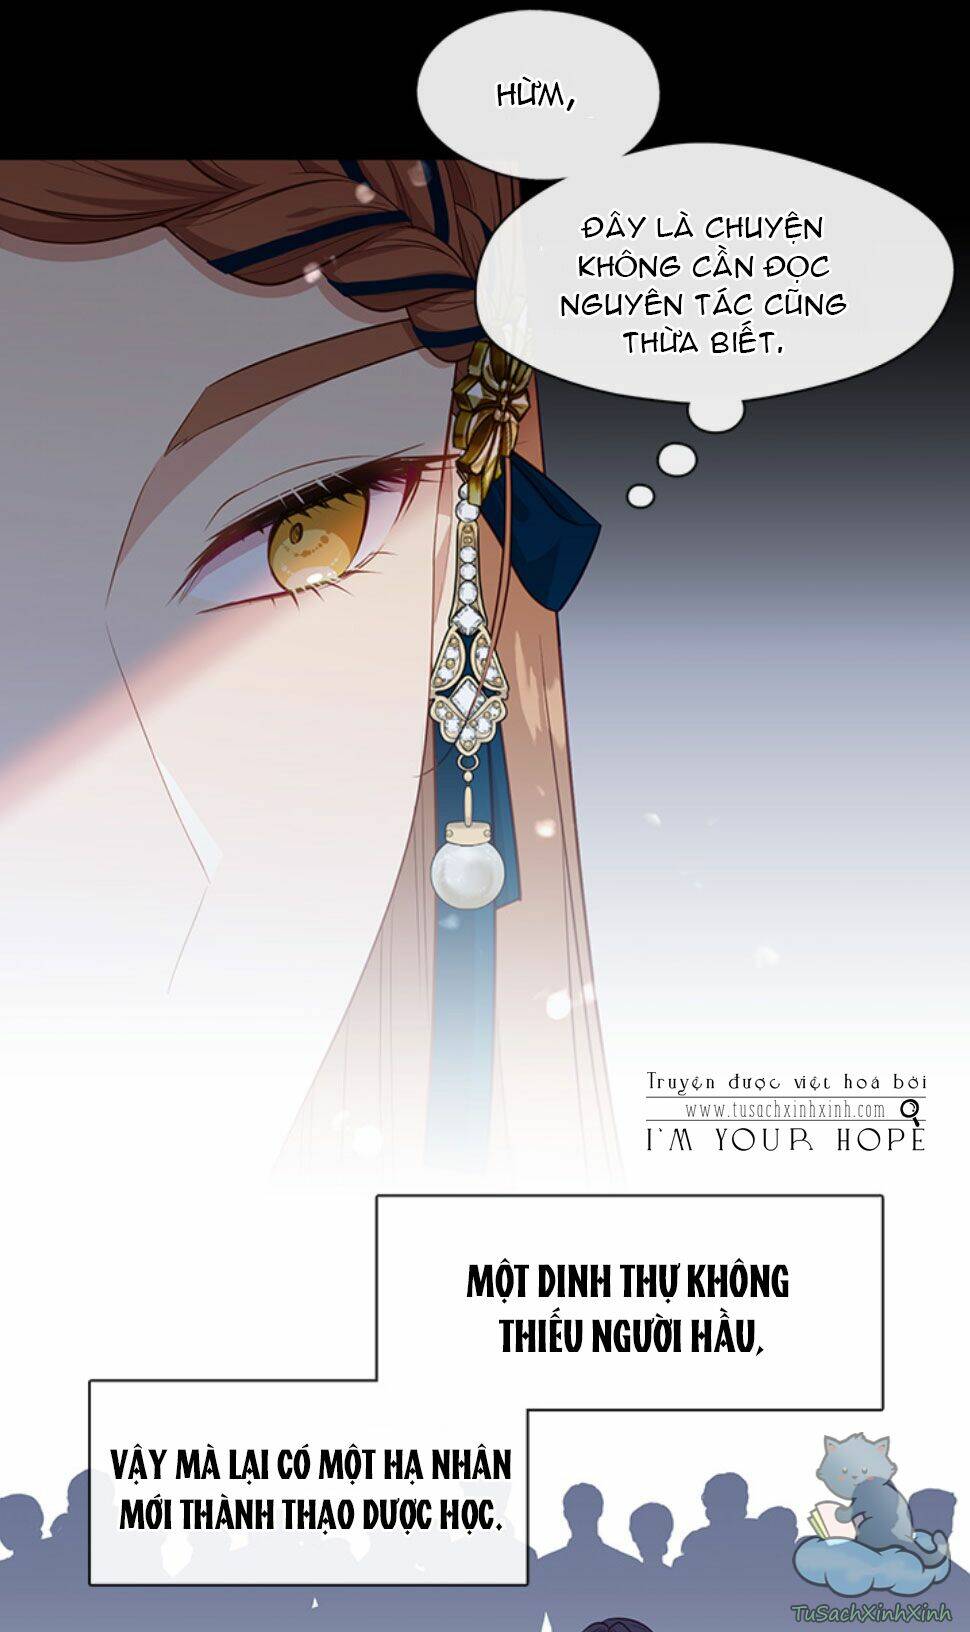 HỪM,
ĐÂY LÀ CHUYỆN
KHÔNG CẦN ĐỌC
NGUYÊN TÁC CŨNG
THỪA BIẾT.
Truyện được việt hoá bởi
www.tusachxinhxinh.com
I'M YOUR HOPE
MỘT DINH THỰ KHÔNG
THIẾU NGƯỜI HẦU,
VẬY MÀ LẠI CÓ MỘT HẠ NHÂN
MỚI THÀNH THẠO DƯỢC HỌC.
TuSachXinhXinh